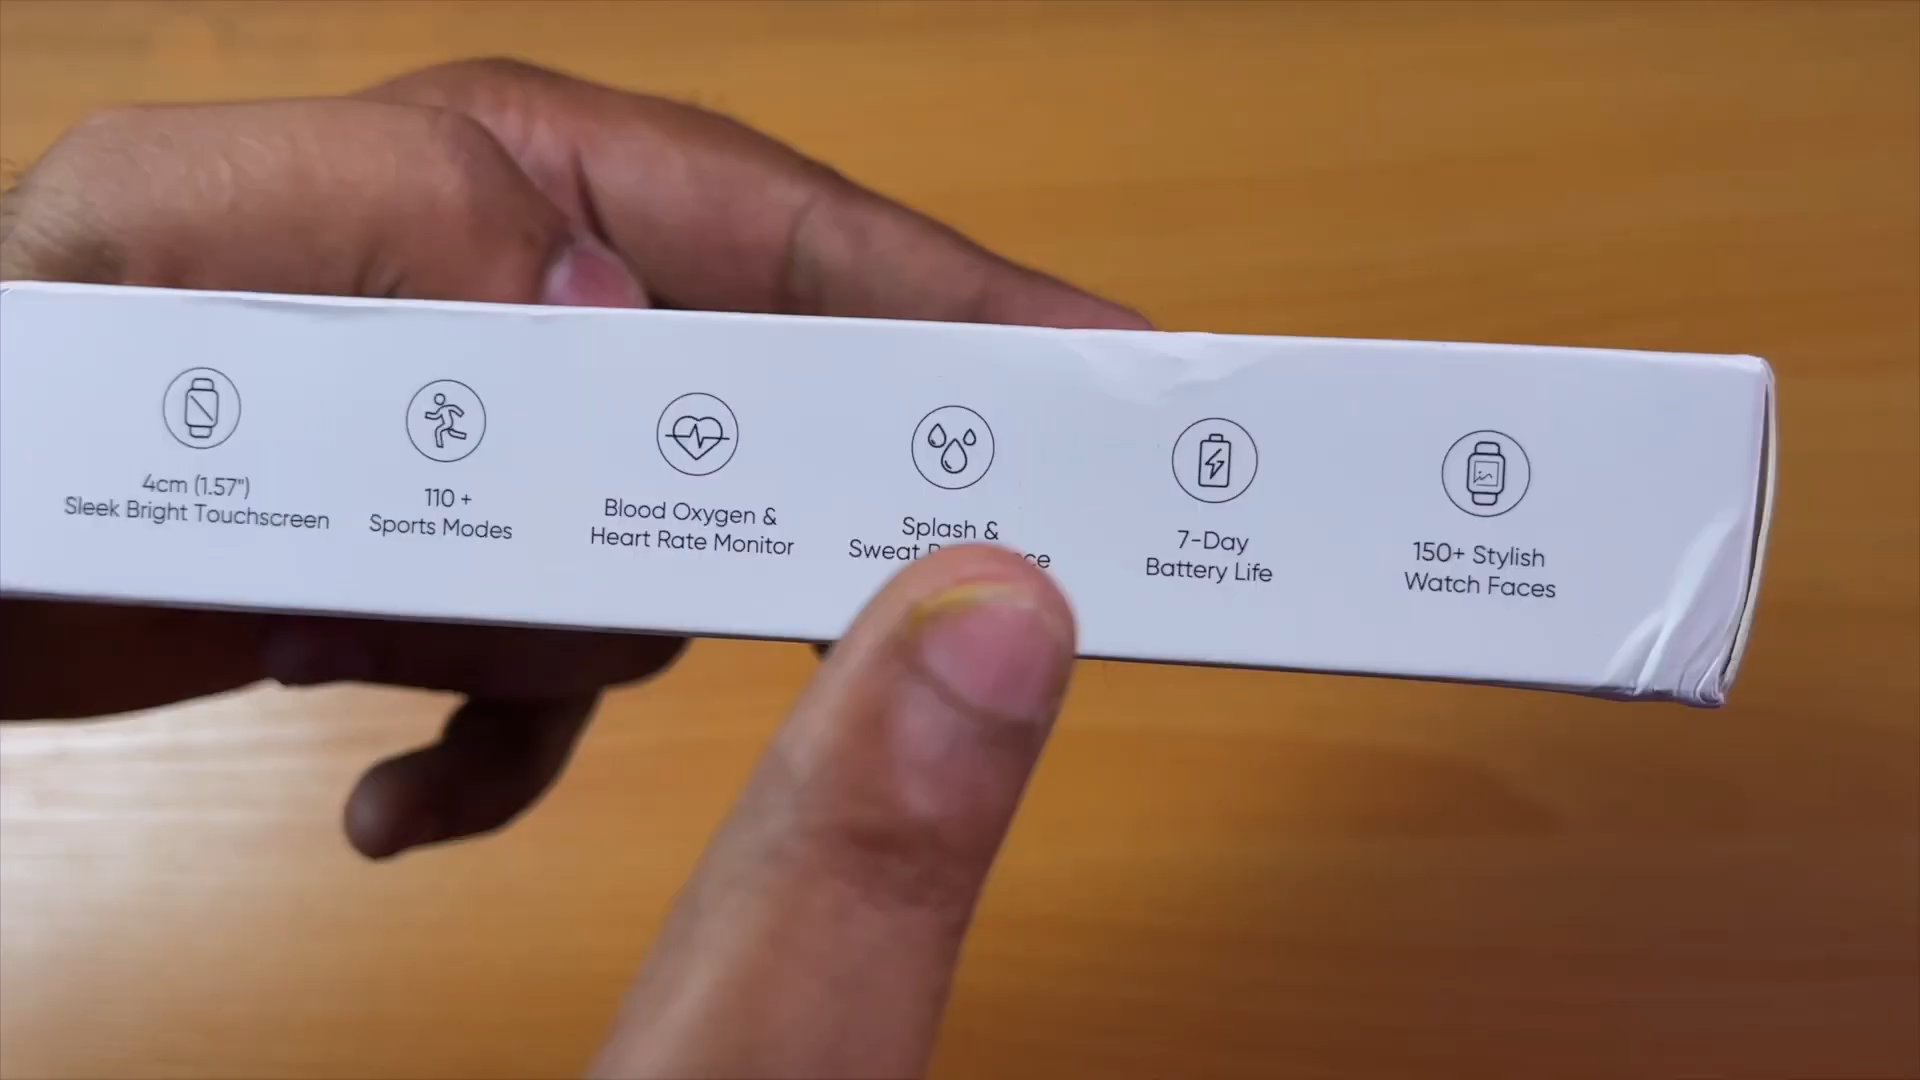 4cm (1.57")
Sleek Bright Touchscreen
110 +
Sports Modes
Blood Oxygen &
Heart Rate Monitor
Splash &
Sweat
7-Day
Battery Life
150+ Stylish
Watch Faces